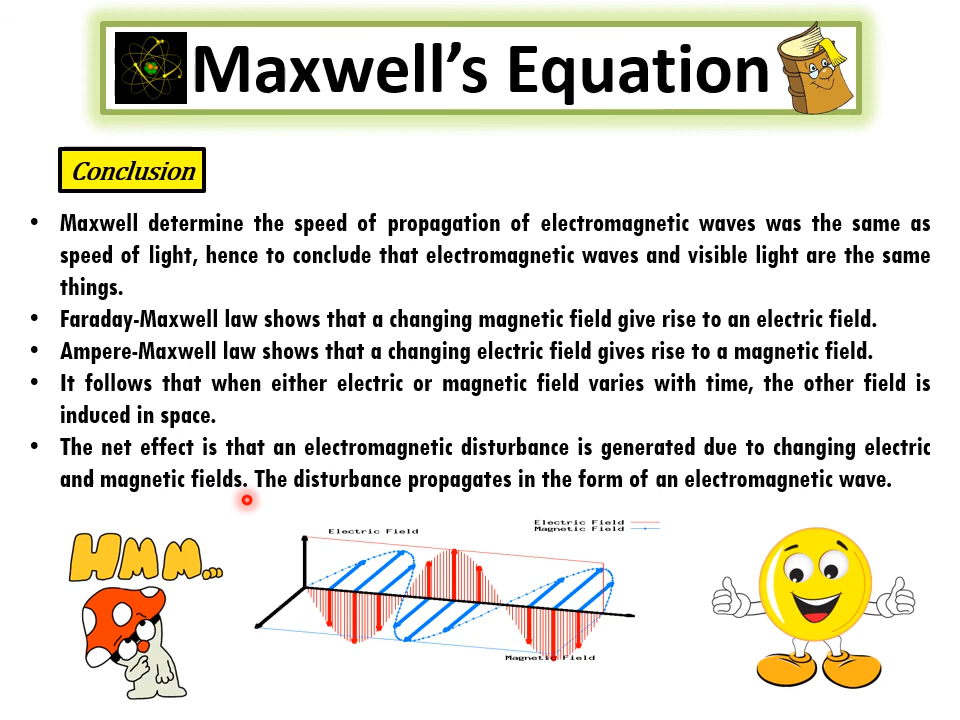 Maxwell's Equation
Conclusion
• Maxwell determine the speed of propagation of electromagnetic waves was the same as
speed of light, hence to conclude that electromagnetic waves and visible light are the same
things.
• Faraday-Maxwell law shows that a changing magnetic field give rise to an electric field.
• Ampere-Maxwell law shows that a changing electric field gives rise to a magnetic field.
• It follows that when either electric or magnetic field varies with time, the other field is
induced in space.
• The net effect is that an electromagnetic disturbance is generated due to changing electric
and magnetic fields. The disturbance propagates in the form of an electromagnetic wave.
HMM...
Electric Field
Electric Field
Magnetic Field
Magnetic Field